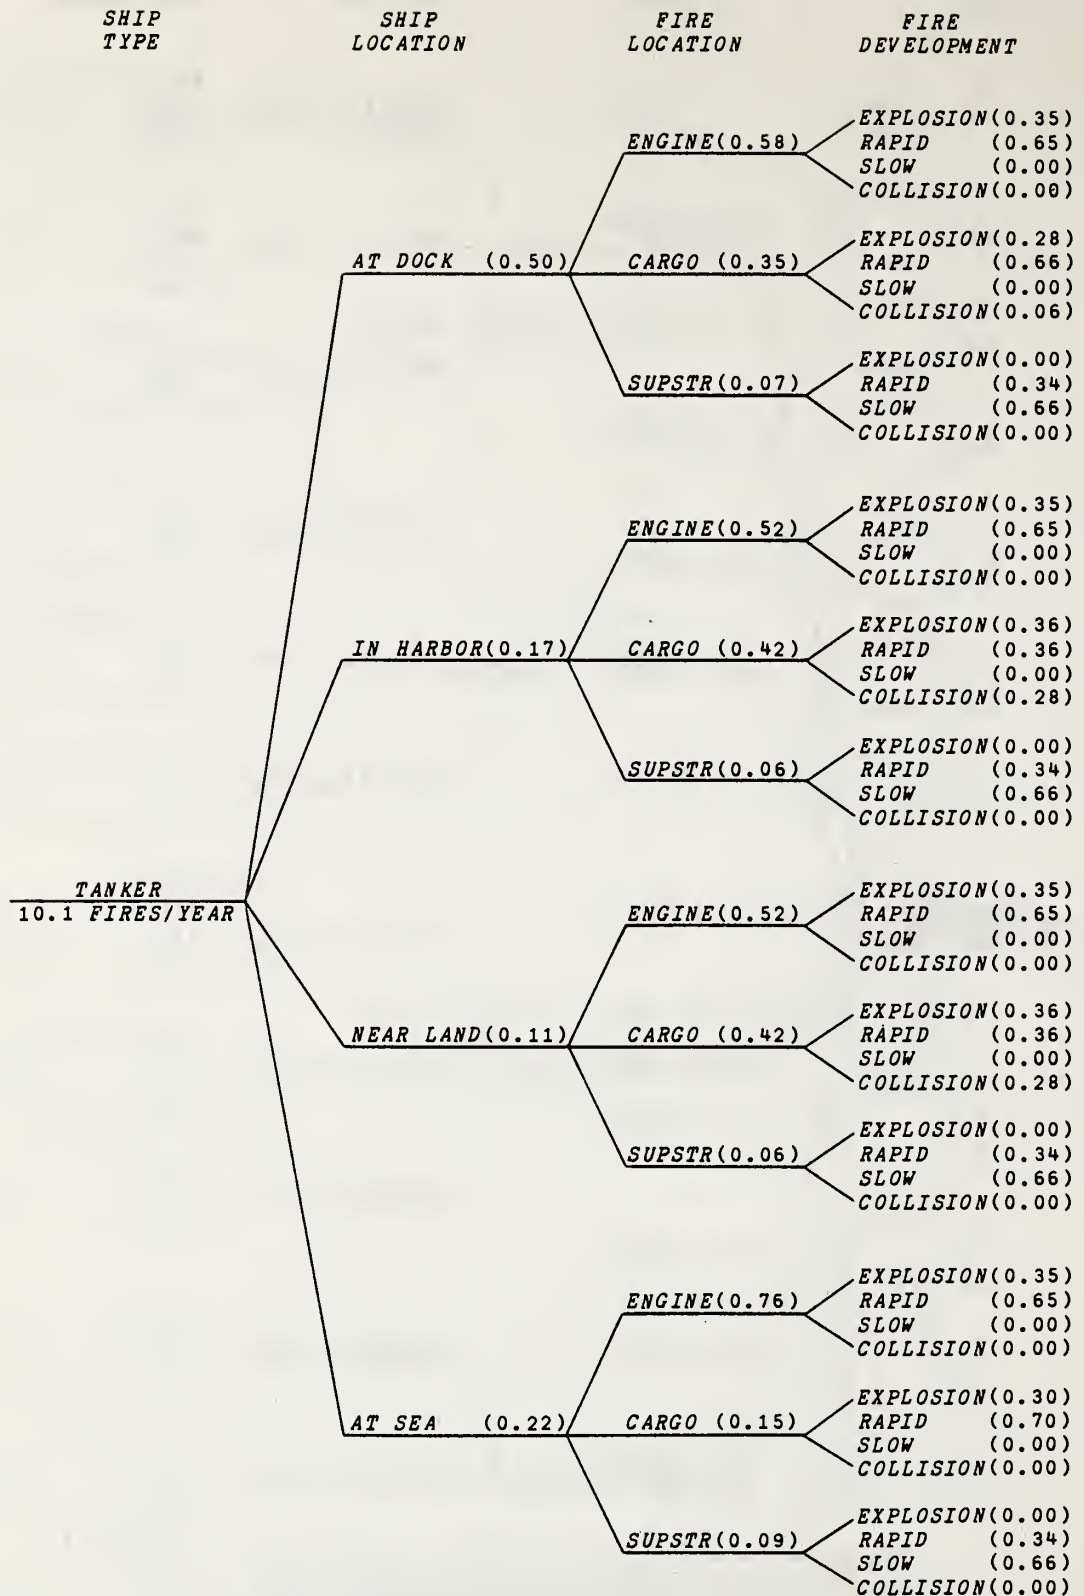 SHIP TYPE
SHIP LOCATION
FIRE LOCATION
FIRE DEVELOPMENT
TANKER
10.1 FIRES/YEAR
AT DOCK (0.50)
ENGINE(0.58)
EXPLOSION(0.35)
RAPID (0.65)
SLOW (0.00)
COLLISION(0.00)
CARGO (0.35)
EXPLOSION(0.28)
RAPID (0.66)
SLOW (0.00)
COLLISION(0.06)
SUPSTR(0.07)
EXPLOSION(0.00)
RAPID (0.34)
SLOW (0.66)
COLLISION(0.00)
IN HARBOR(0.17)
ENGINE(0.52)
EXPLOSION(0.35)
RAPID (0.65)
SLOW (0.00)
COLLISION(0.00)
CARGO (0.42)
EXPLOSION(0.36)
RAPID (0.36)
SLOW (0.00)
COLLISION(0.28)
SUPSTR(0.06)
EXPLOSION(0.00)
RAPID (0.34)
SLOW (0.66)
COLLISION(0.00)
NEAR LAND(0.11)
ENGINE(0.52)
EXPLOSION(0.35)
RAPID (0.65)
SLOW (0.00)
COLLISION(0.00)
CARGO (0.42)
EXPLOSION(0.36)
RAPID (0.36)
SLOW (0.00)
COLLISION(0.28)
SUPSTR(0.06)
EXPLOSION(0.00)
RAPID (0.34)
SLOW (0.66)
COLLISION(0.00)
AT SEA (0.22)
ENGINE(0.76)
EXPLOSION(0.35)
RAPID (0.65)
SLOW (0.00)
COLLISION(0.00)
CARGO (0.15)
EXPLOSION(0.30)
RAPID (0.70)
SLOW (0.00)
COLLISION(0.00)
SUPSTR(0.09)
EXPLOSION(0.00)
RAPID (0.34)
SLOW (0.66)
COLLISION(0.00)